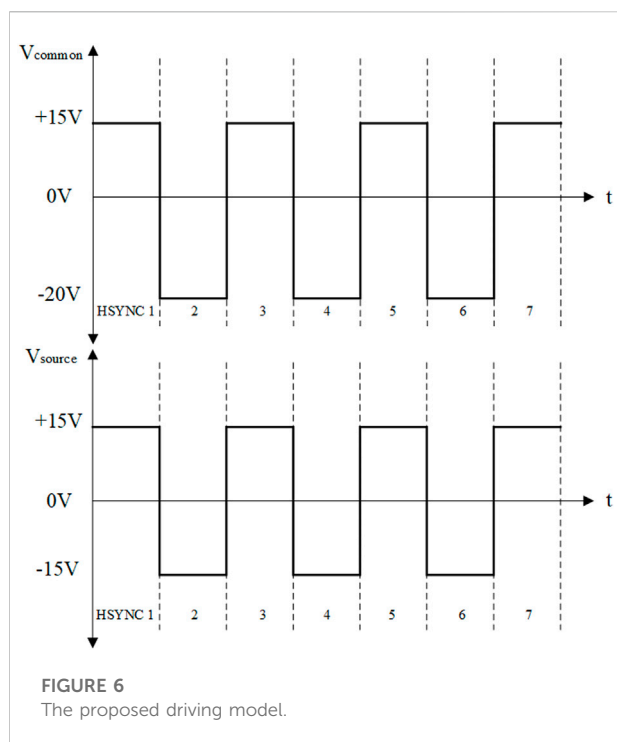 Vcommon
+15V
0V
t
-20V
HSYNC 1 2 3 4 5 6 7
Vsource
+15V
0V
t
-15V
HSYNC 1 2 3 4 5 6 7
FIGURE 6
The proposed driving model.